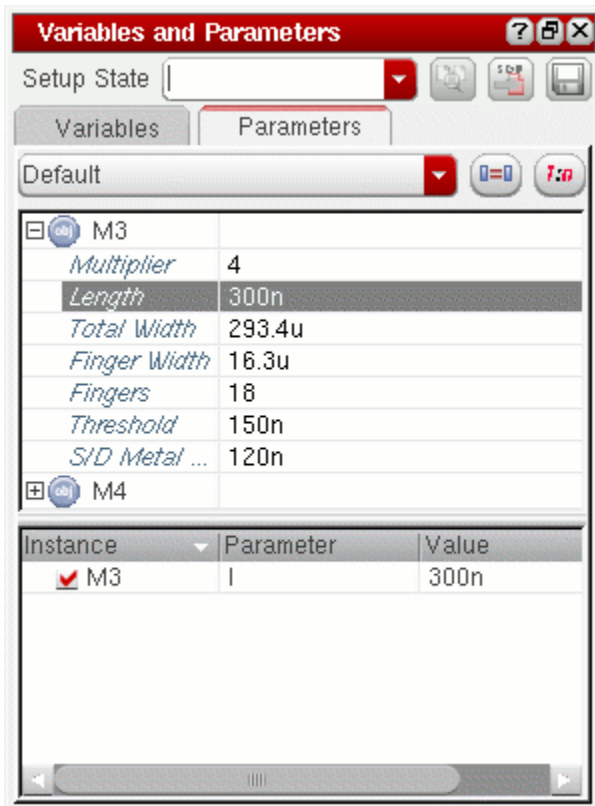 Variables and Parameters
Setup State
Variables Parameters
Default
M3
Multiplier 4
Length 300n
Total Width 293.4u
Finger Width 16.3u
Fingers 18
Threshold 150n
S/D Metal ... 120n
M4
Instance Parameter Value
M3 l 300n